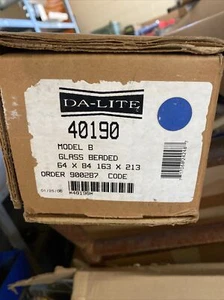 DA-LITE
40190
MODEL B
GLASS BEADED
64 X 84 163 X 213
ORDER 900287 CODE